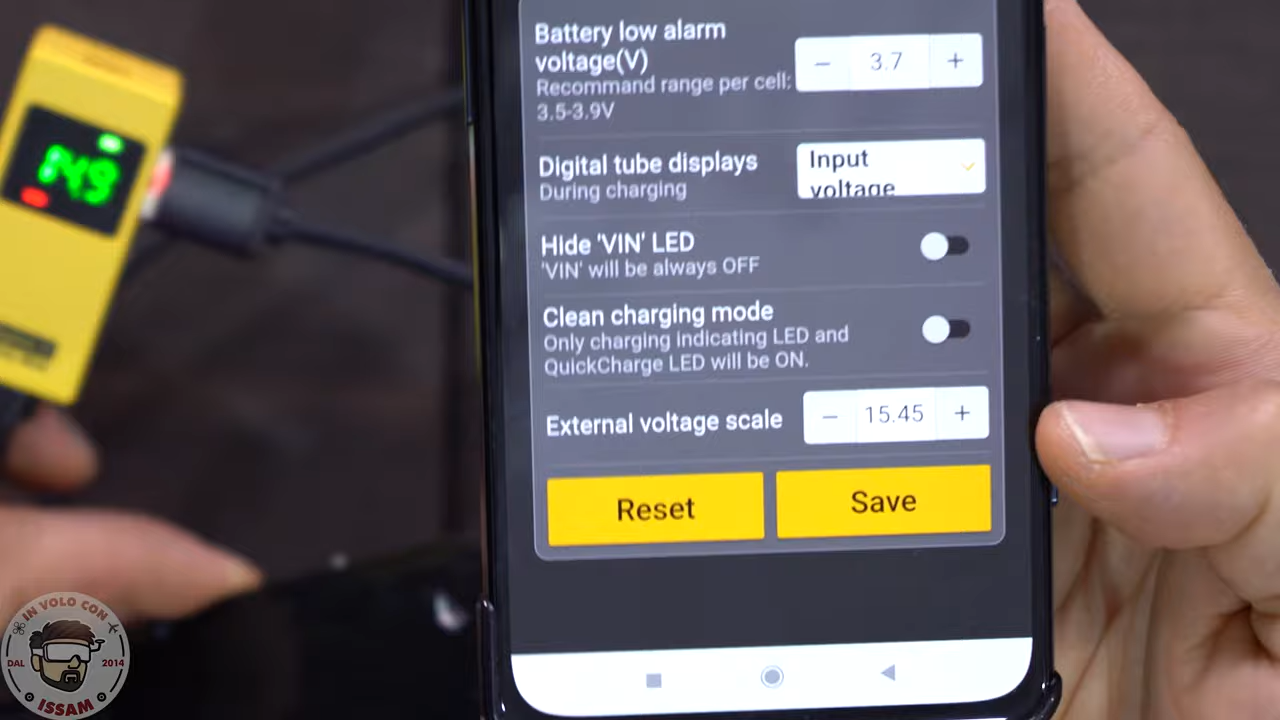 Battery low alarm
voltage(V)
Recommand range per cell:
3.5-3.9V
− 3.7 +
Digital tube displays
During charging
Input
voltage
Hide 'VIN' LED
'VIN' will be always OFF
Clean charging mode
Only charging indicating LED and
QuickCharge LED will be ON.
External voltage scale
− 15.45 +
Reset
Save
14.9
IN VOLO CON
DAL 2014
ISSAM